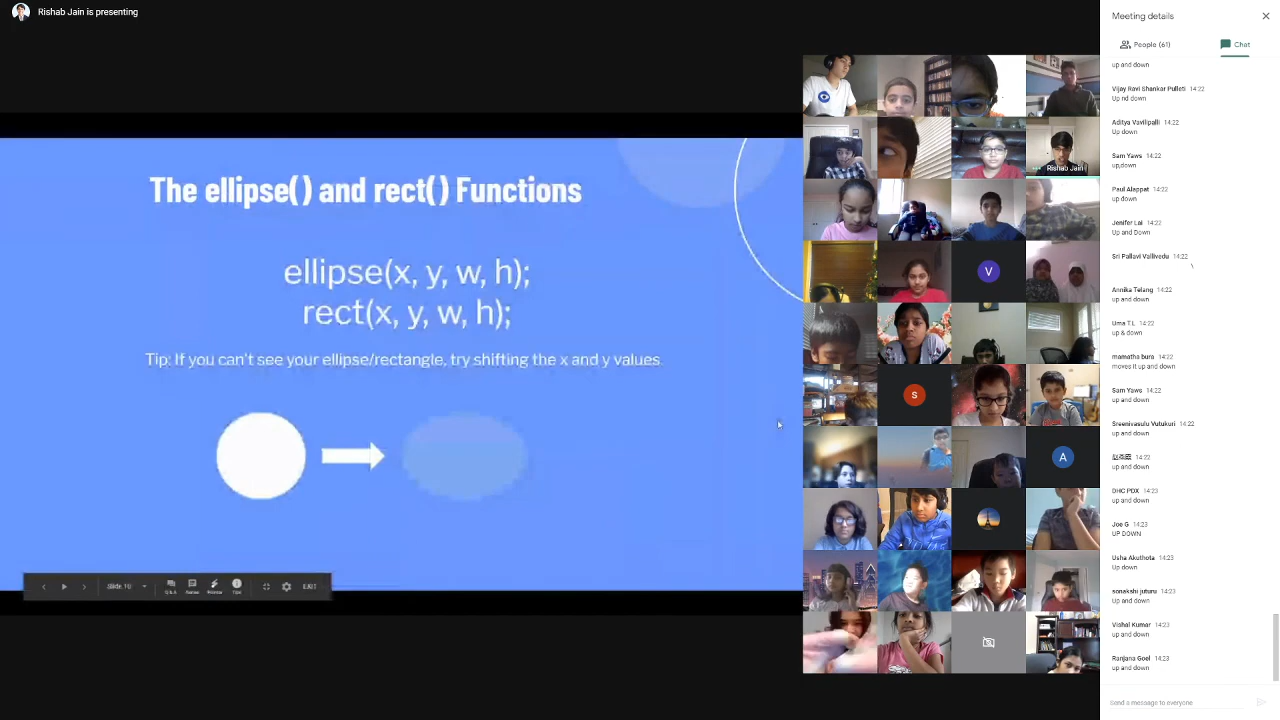 Rishab Jain is presenting
The ellipse() and rect() Functions
ellipse(x, y, w, h);
rect(x, y, w, h);
Tip: If you can't see your ellipse/rectangle, try shifting the x and y values.
Slide 10
Q&A
Notes
Pointer
Tips
EXIT
Rishab Jain
V
S
A
Meeting details
People (61)
Chat
up and down
Vijay Ravi Shankar Pulleti 14:22
Up nd down
Aditya Vavilipalli 14:22
Up down
Sam Yaws 14:22
up,down
Paul Alappat 14:22
up down
Jenifer Lai 14:22
Up and Down
Sri Pallavi Vallivedu 14:22
\
Annika Telang 14:22
up and down
Uma T.L 14:22
up & down
mamatha bura 14:22
moves it up and down
Sam Yaws 14:22
up and down
Sreenivasulu Vutukuri 14:22
up and down
14:22
up and down
DHC PDX 14:23
up and down
Joe G 14:23
UP DOWN
Usha Akuthota 14:23
Up down
sonakshi juturu 14:23
Up and down
Vishal Kumar 14:23
up and down
Ranjana Goel 14:23
up and down
Send a message to everyone